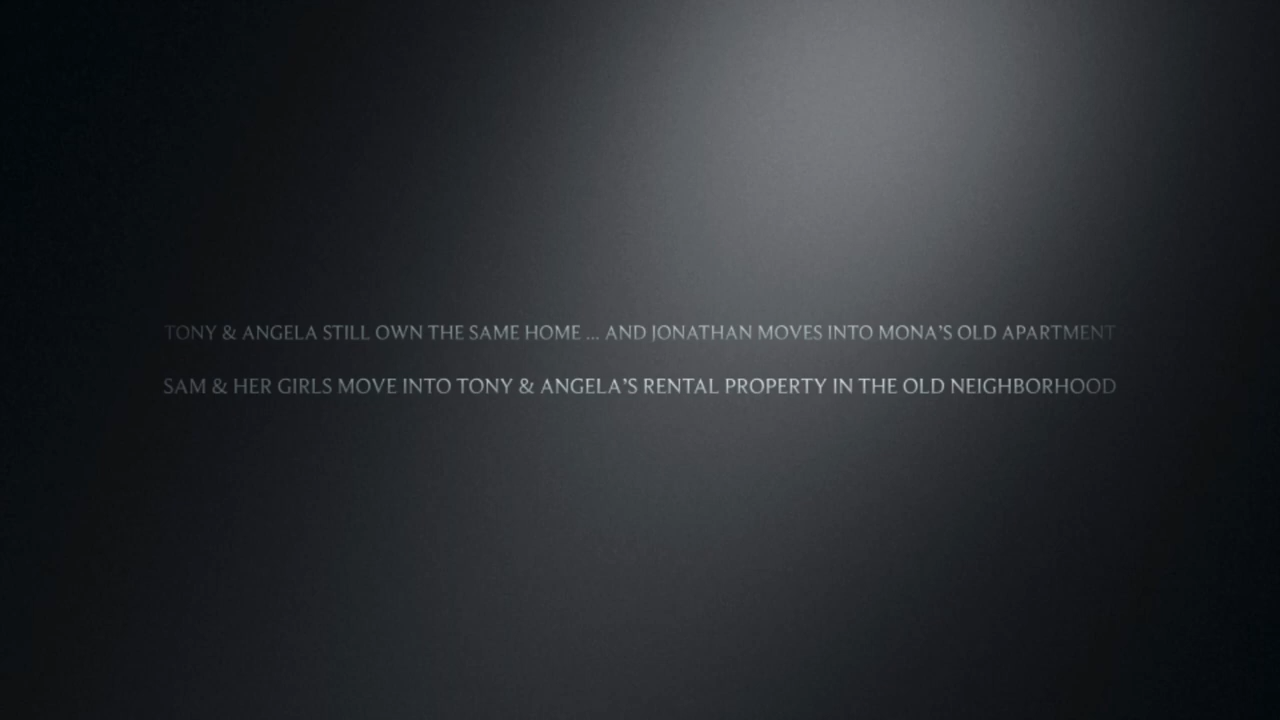 TONY & ANGELA STILL OWN THE SAME HOME ... AND JONATHAN MOVES INTO MONA'S OLD APARTMENT
SAM & HER GIRLS MOVE INTO TONY & ANGELA'S RENTAL PROPERTY IN THE OLD NEIGHBORHOOD